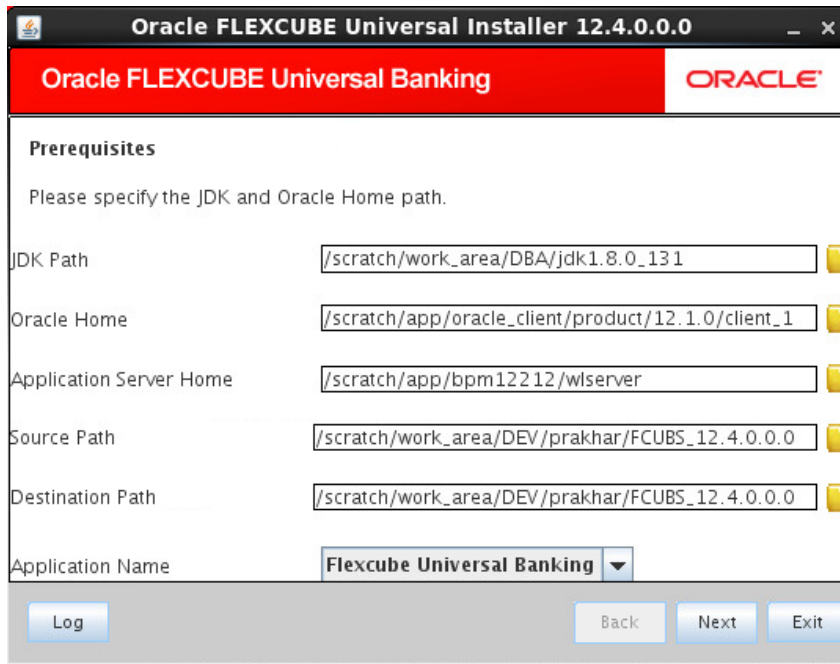 Oracle FLEXCUBE Universal Installer 12.4.0.0.0
Oracle FLEXCUBE Universal Banking
ORACLE
Prerequisites
Please specify the JDK and Oracle Home path.
JDK Path /scratch/work_area/DBA/jdk1.8.0_131
Oracle Home /scratch/app/oracle_client/product/12.1.0/client_1
Application Server Home /scratch/app/bpm12212/wlserver
Source Path /scratch/work_area/DEV/prakhar/FCUBS_12.4.0.0.0
Destination Path /scratch/work_area/DEV/prakhar/FCUBS_12.4.0.0.0
Application Name Flexcube Universal Banking
Log Back Next Exit